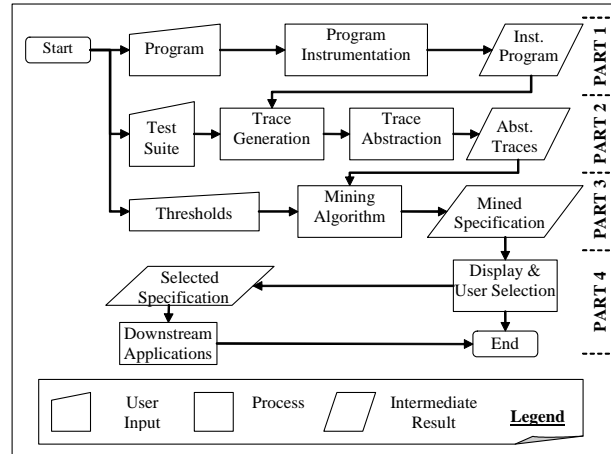 Start
Program
Program
Instrumentation
Inst.
Program
PART 1
Test
Suite
Trace
Generation
Trace
Abstraction
Abst.
Traces
PART 2
Thresholds
Mining
Algorithm
Mined
Specification
PART 3
Selected
Specification
Display &
User Selection
PART 4
Downstream
Applications
End
User
Input
Process
Intermediate
Result
Legend